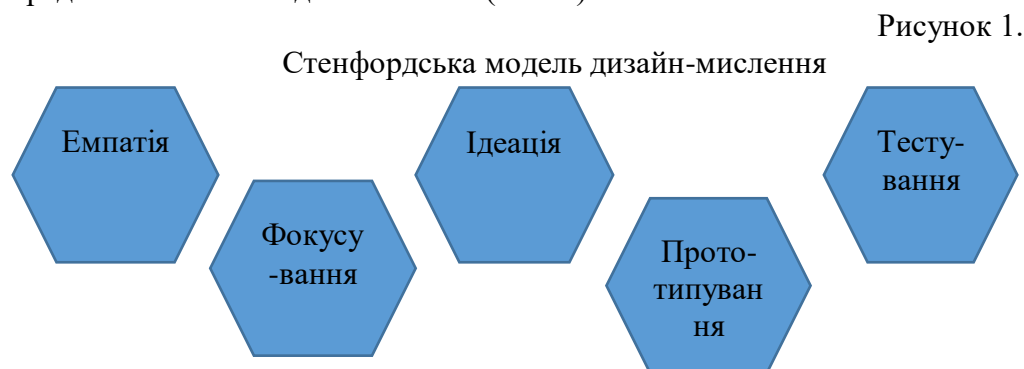 Рисунок 1.
Стенфордська модель дизайн-мислення
Емпатія
Фокусу
-вання
Ідеація
Прото-
типуван
ня
Тесту-
вання